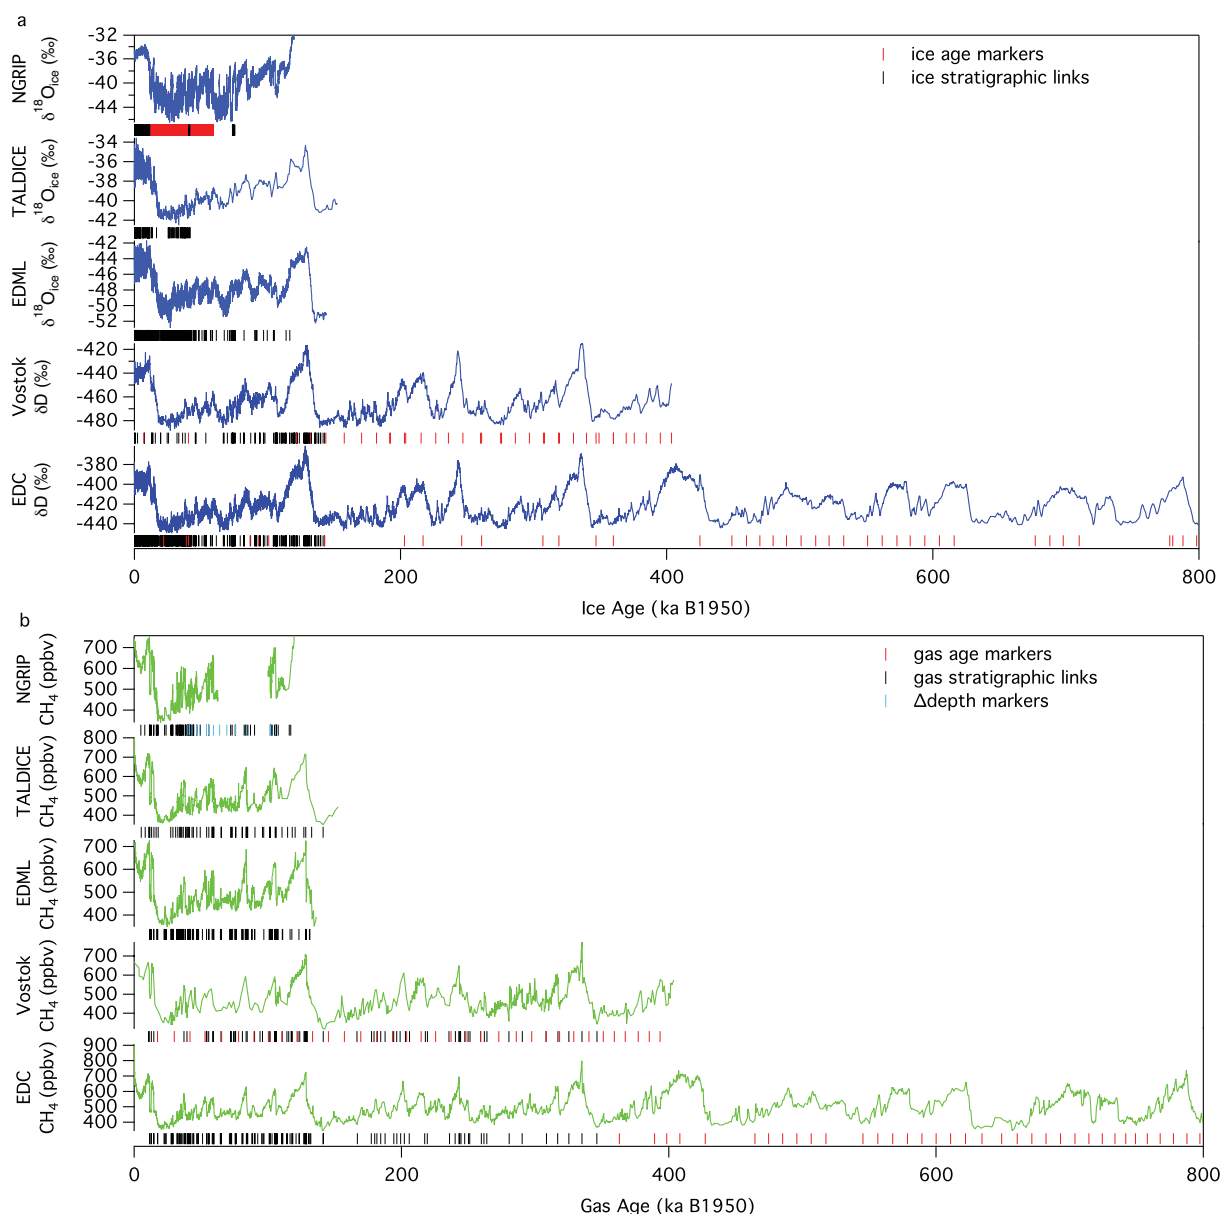 a
NGRIP
δ18Oice (‰)
-32
-36
-40
-44
ice age markers
ice stratigraphic links
TALDICE
δ18Oice (‰)
-34
-36
-38
-40
-42
EDML
δ18Oice (‰)
-42
-44
-46
-48
-50
-52
Vostok
δD (‰)
-420
-440
-460
-480
EDC
δD (‰)
-380
-400
-420
-440
0 200 400 600 800
Ice Age (ka B1950)
b
NGRIP
CH4 (ppbv)
700
600
500
400
gas age markers
gas stratigraphic links
Δdepth markers
TALDICE
CH4 (ppbv)
800
700
600
500
400
EDML
CH4 (ppbv)
700
600
500
400
Vostok
CH4 (ppbv)
700
600
500
400
EDC
CH4 (ppbv)
900
800
700
600
500
400
0 200 400 600 800
Gas Age (ka B1950)